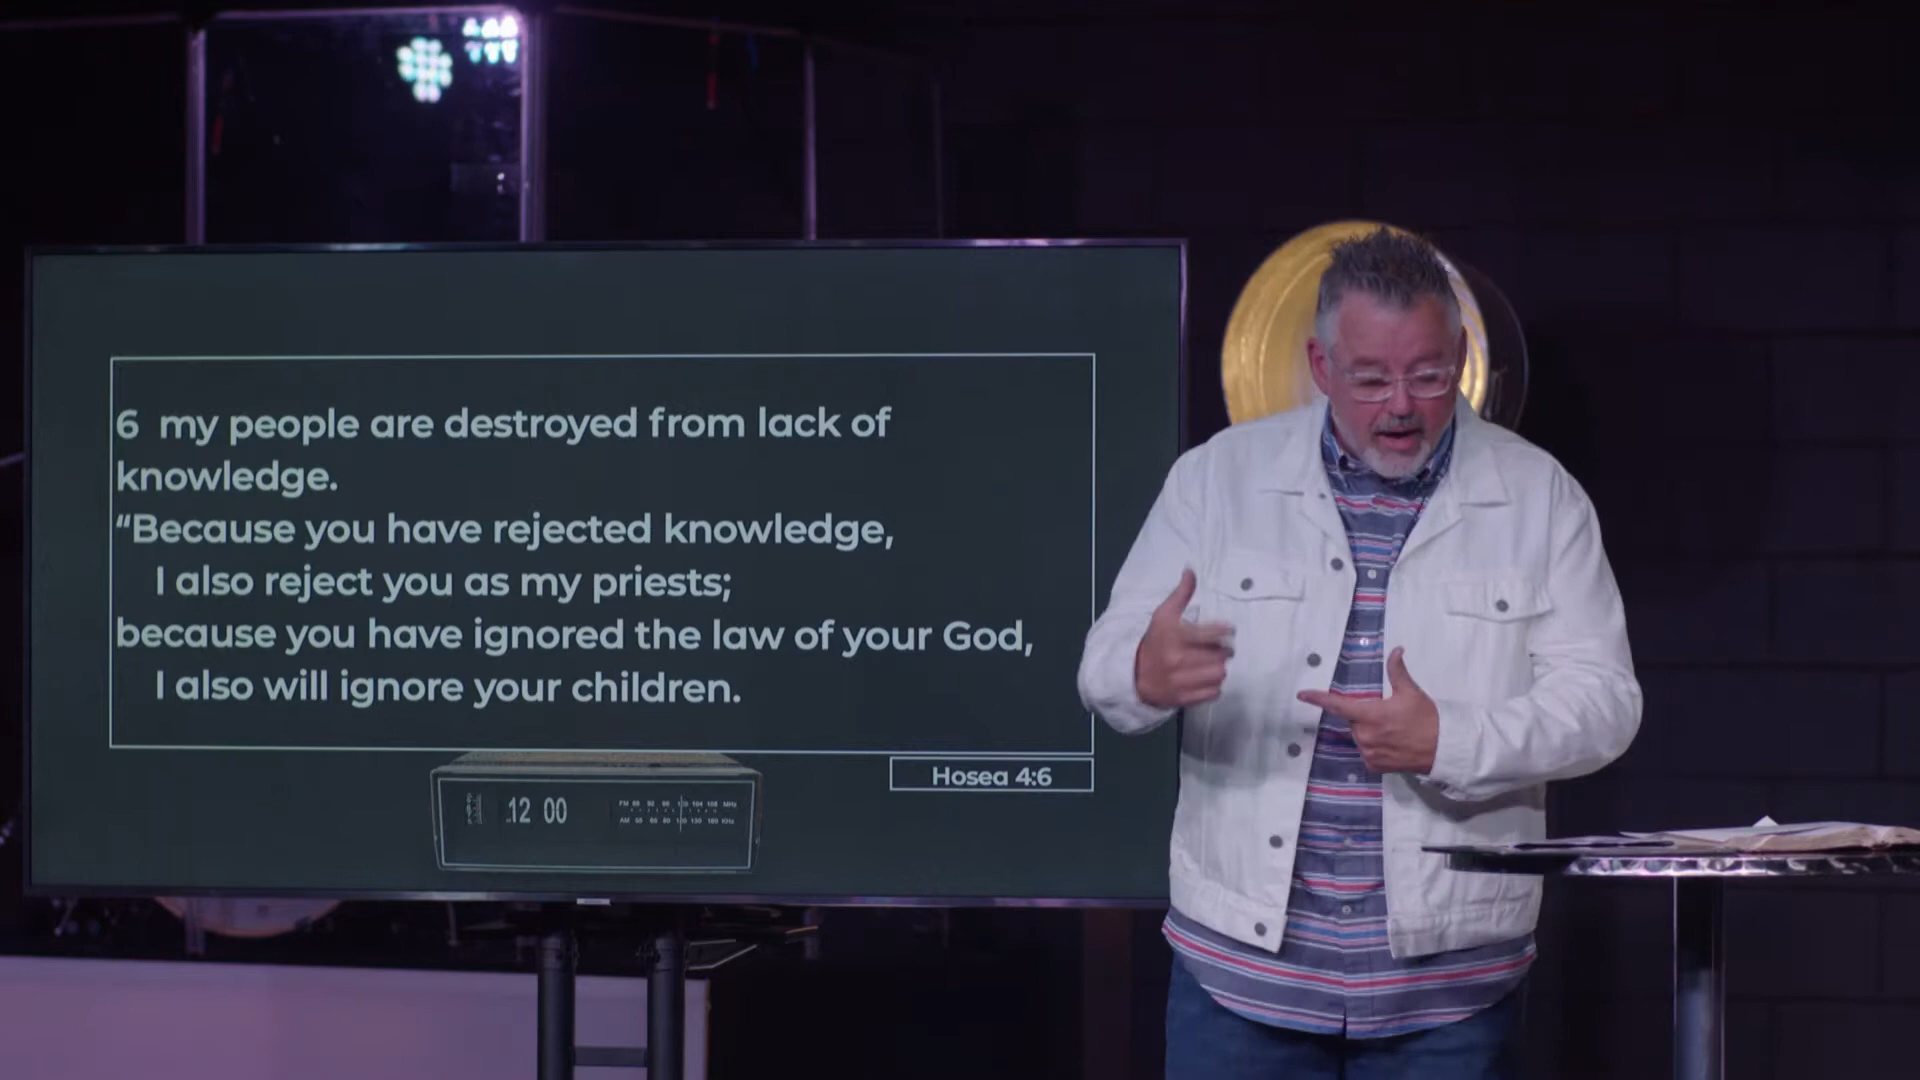 6 my people are destroyed from lack of
knowledge.
“Because you have rejected knowledge,
I also reject you as my priests;
because you have ignored the law of your God,
I also will ignore your children.
Hosea 4:6
12 00